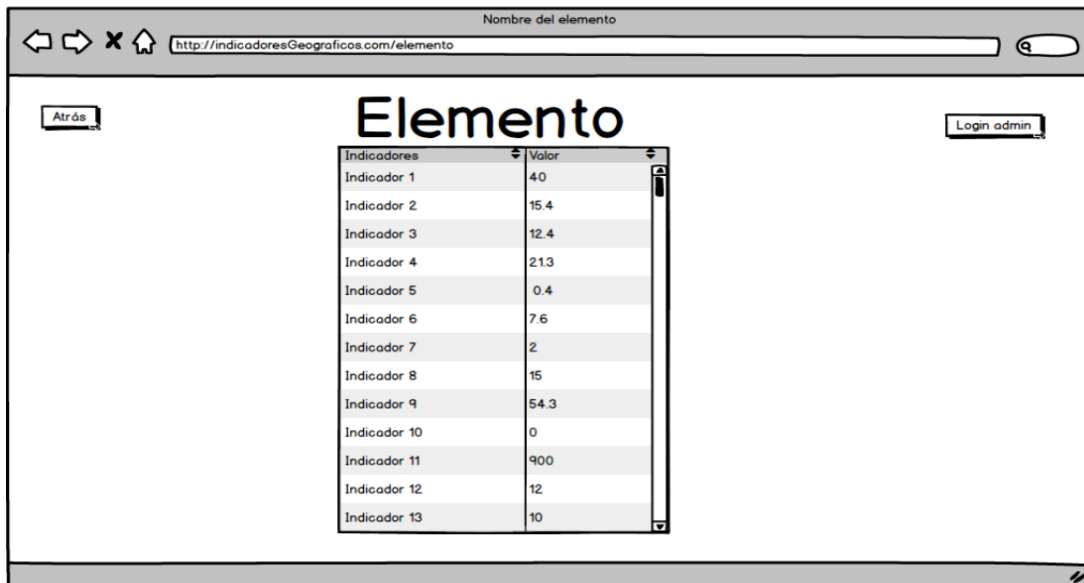 Nombre del elemento
http://indicadoresGeograficos.com/elemento
Atrás
Elemento
Login admin
Indicadores Valor
Indicador 1 40
Indicador 2 15.4
Indicador 3 12.4
Indicador 4 21.3
Indicador 5 0.4
Indicador 6 7.6
Indicador 7 2
Indicador 8 15
Indicador 9 54.3
Indicador 10 0
Indicador 11 900
Indicador 12 12
Indicador 13 10